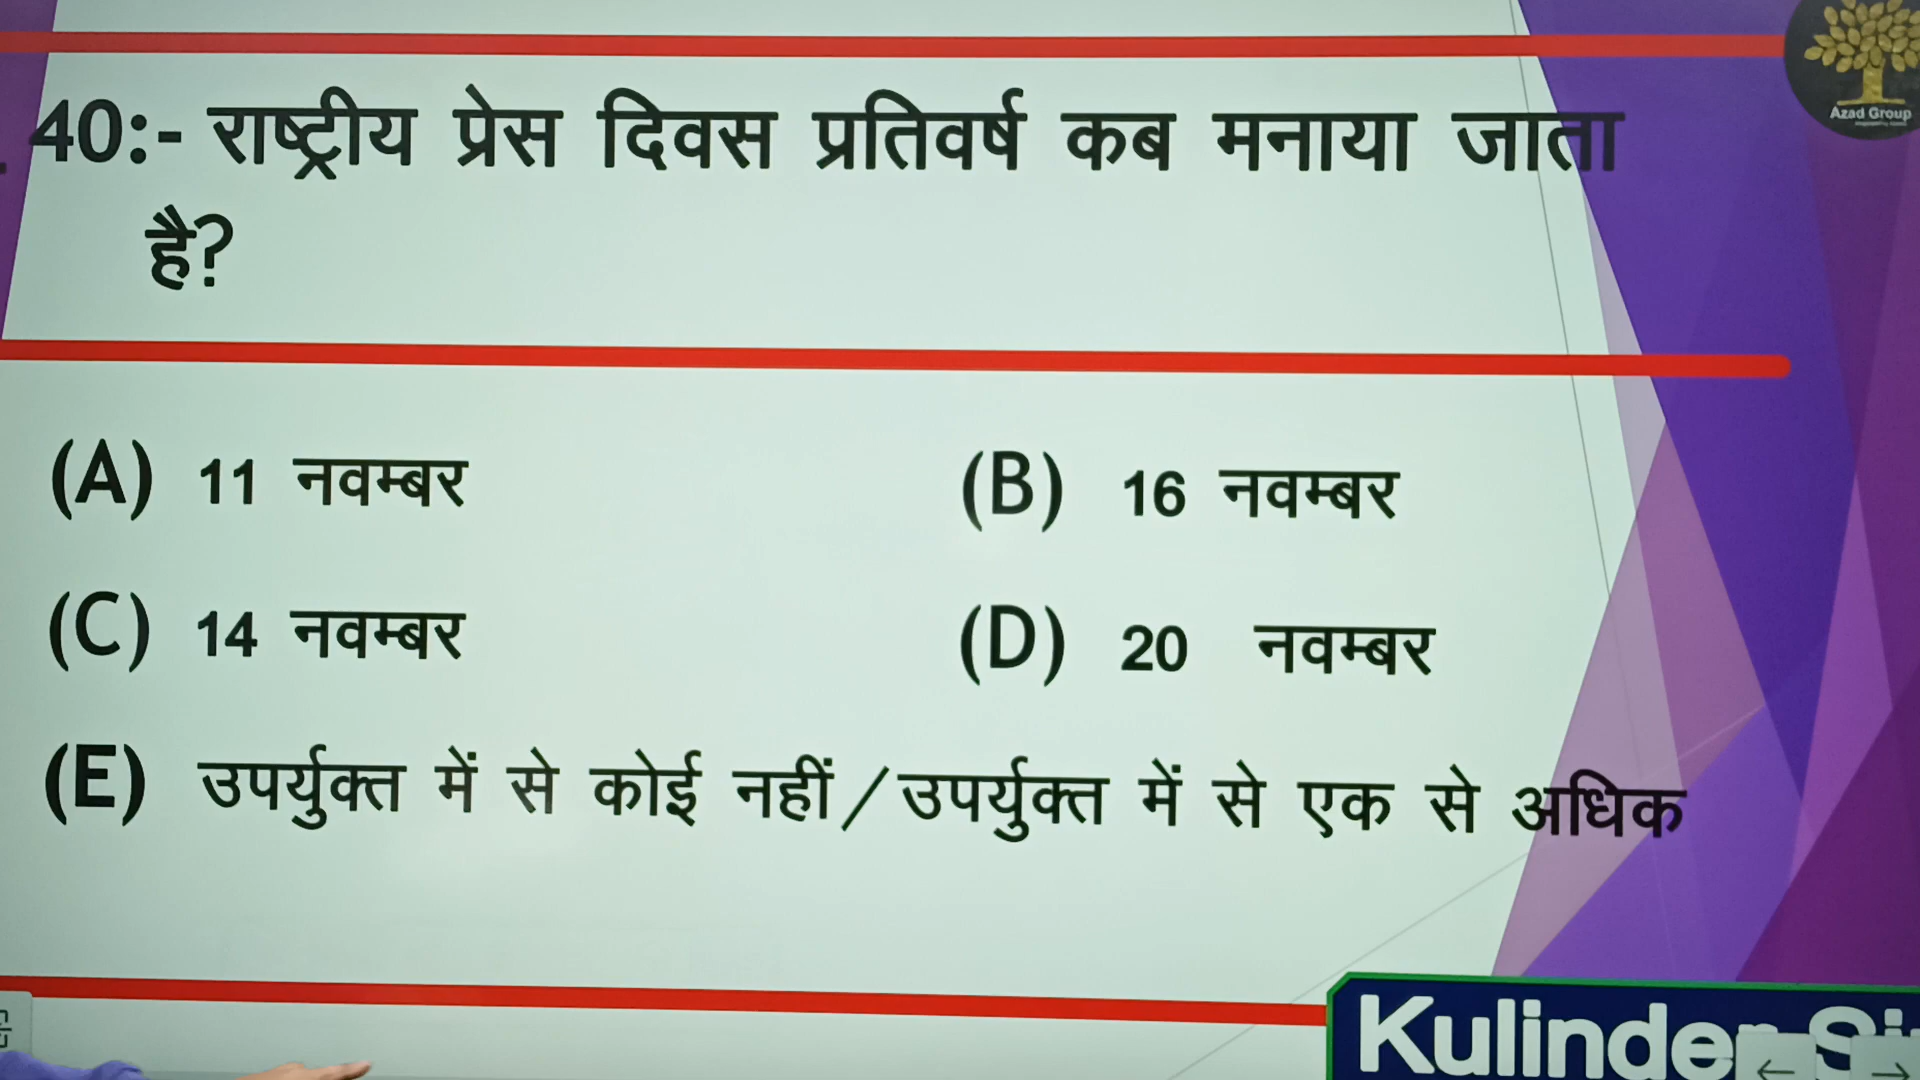 40:- राष्ट्रीय प्रेस दिवस प्रतिवर्ष कब मनाया जाता
है?
(A) 11 नवम्बर
(B) 16 नवम्बर
(C) 14 नवम्बर
(D) 20 नवम्बर
(E) उपर्युक्त में से कोई नहीं/उपर्युक्त में से एक से अधिक
Azad Group
Kulinder